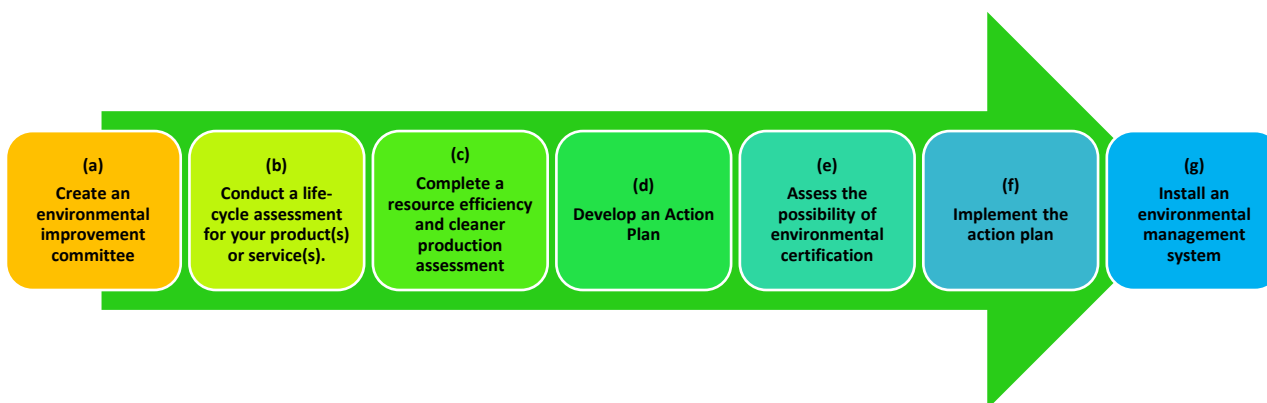 (a)
Create an
environmental
improvement
committee
(b)
Conduct a life-
cycle assessment
for your product(s)
or service(s).
(c)
Complete a
resource efficiency
and cleaner
production
assessment
(d)
Develop an Action
Plan
(e)
Assess the
possibility of
environmental
certification
(f)
Implement the
action plan
(g)
Install an
environmental
management
system